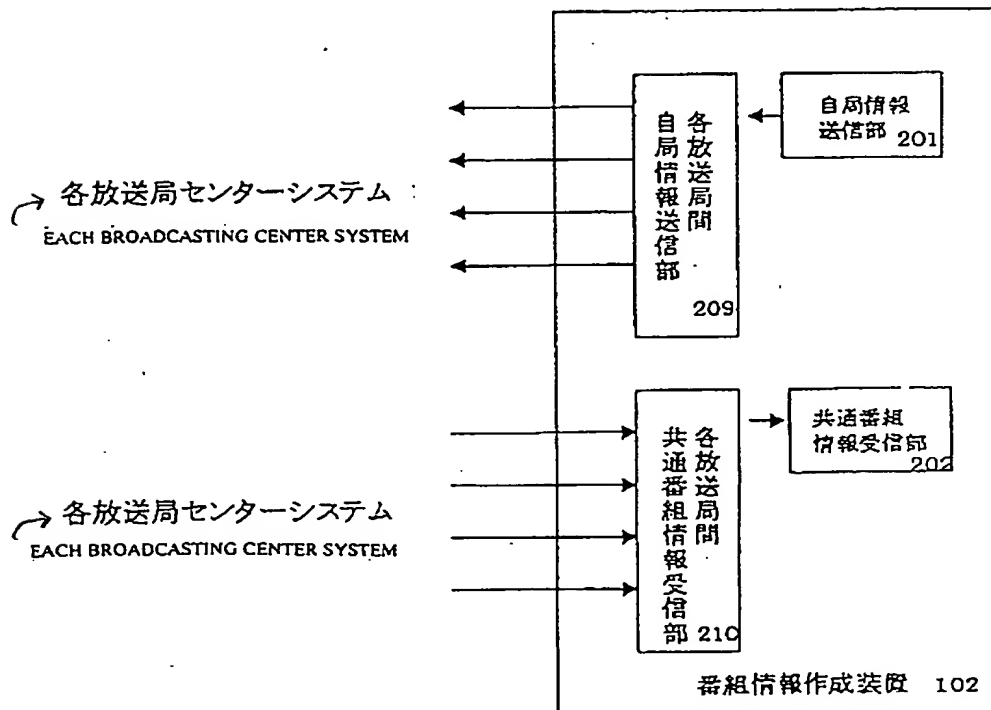 自局情報
送信部 201
各放送局間
自局情報送信部
209
各放送局センターシステム
EACH BROADCASTING CENTER SYSTEM
共通番組
情報受信部
202
各放送局間
共通番組情報受信部
210
各放送局センターシステム
EACH BROADCASTING CENTER SYSTEM
番組情報作成装置 102